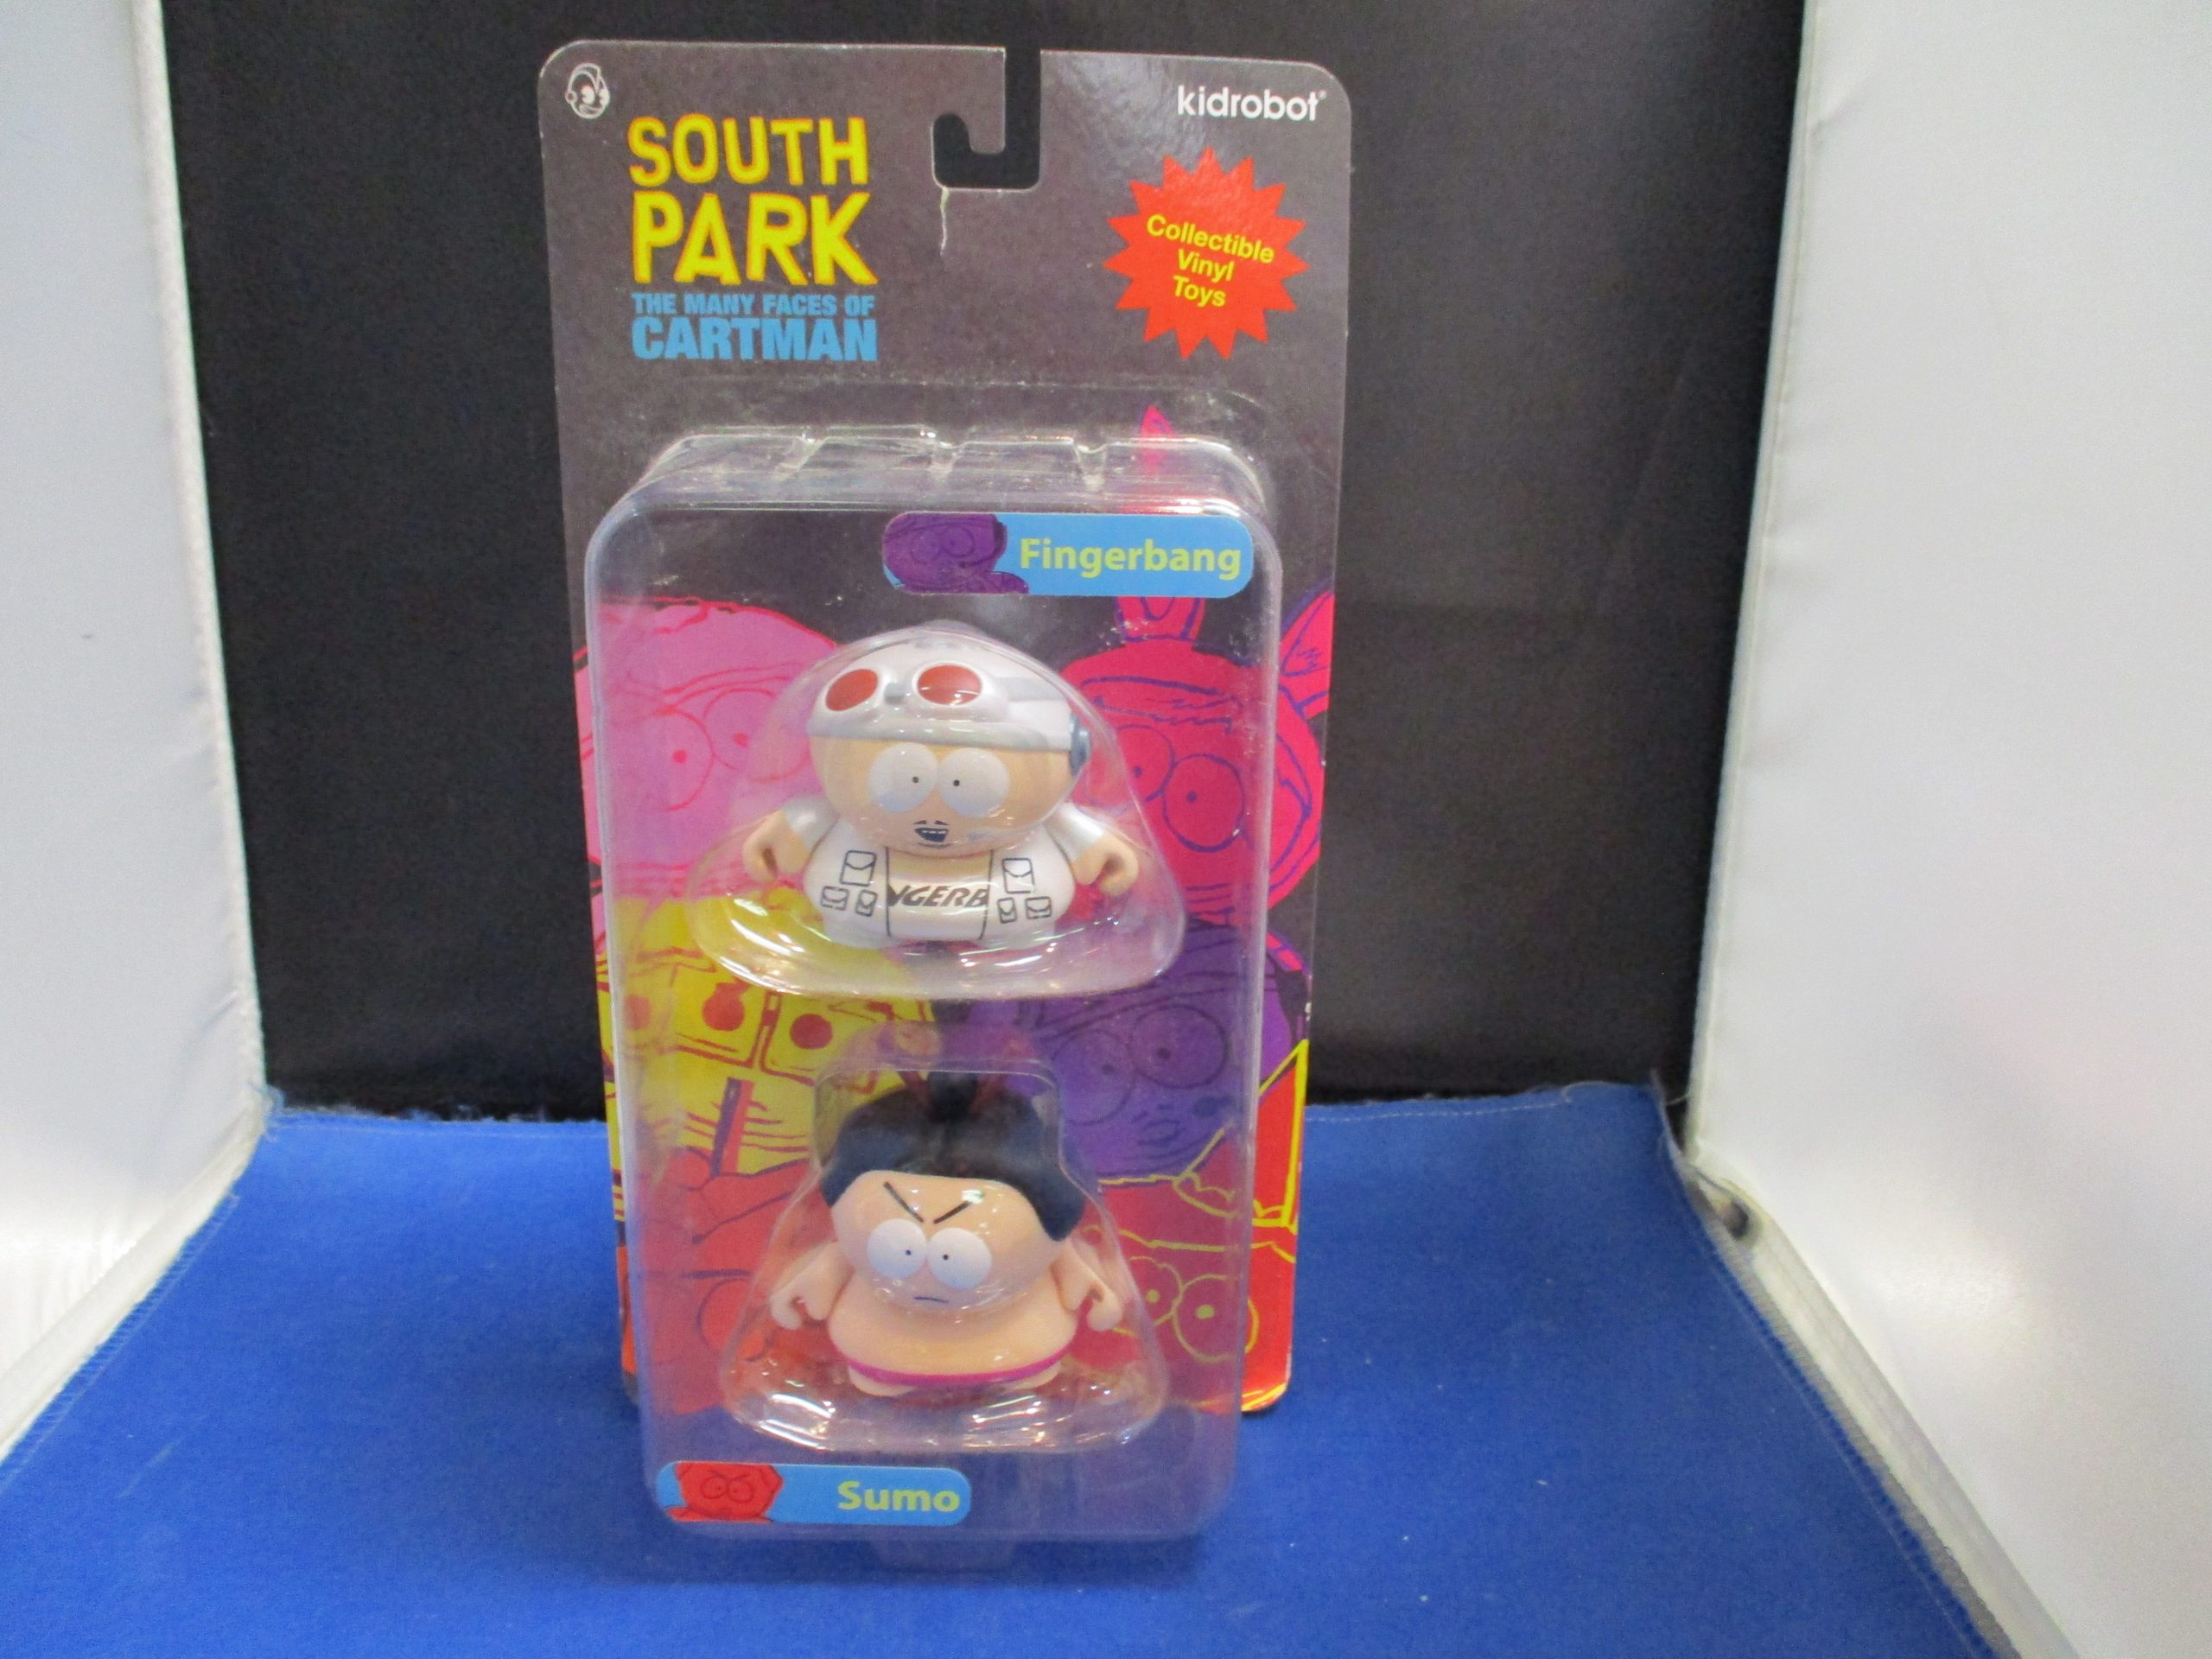 kidrobot®
SOUTH
PARK
THE MANY FACES OF
CARTMAN
Collectible
Vinyl
Toys
Fingerbang
NGERB
Sumo